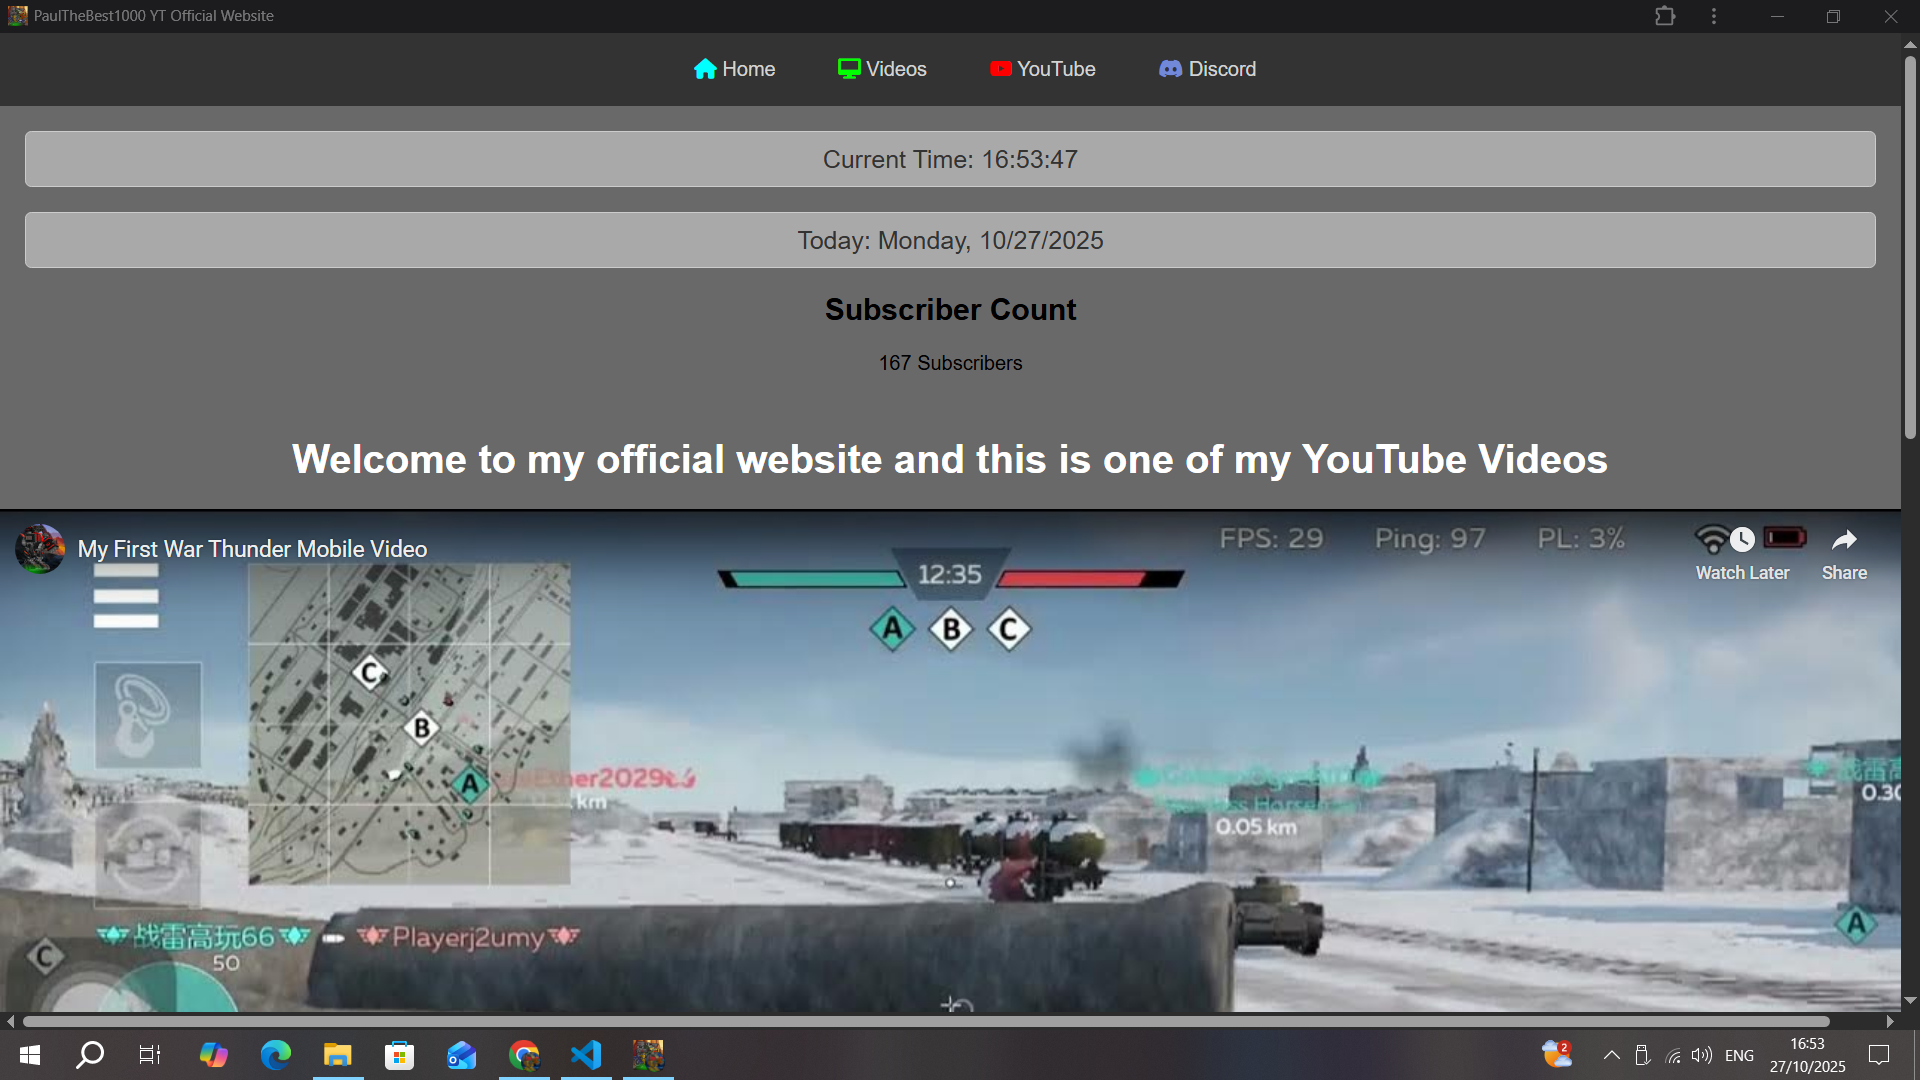 PaulTheBest1000 YT Official Website
Home
Videos
YouTube
Discord
Current Time: 16:53:47
Today: Monday, 10/27/2025
Subscriber Count
167 Subscribers
Welcome to my official website and this is one of my YouTube Videos
My First War Thunder Mobile Video
FPS: 29
Ping: 97
PL: 3%
Watch Later
Share
12:35
A
B
C
C
B
A
km
0.05 km
A
战雷高玩66
Playerj2umy
50
C
2
ENG
16:53
27/10/2025